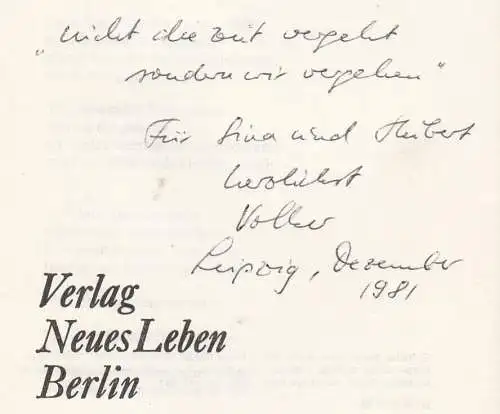 „nicht die zeit vergeht
sondern wir vergehen"
Für Lina und Hubert
herzlichst
Volker
Leipzig, Dezember
1981
Verlag
Neues Leben
Berlin